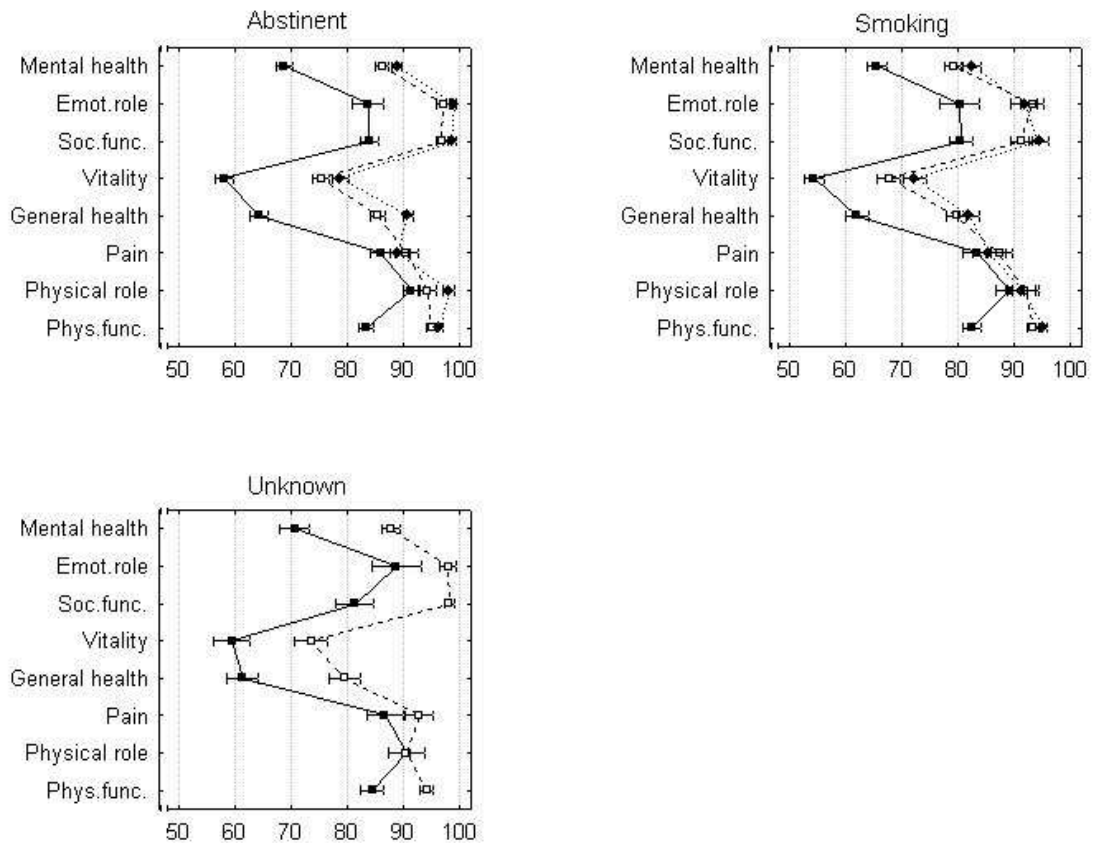 Abstinent
Mental health
Emot.role
Soc.func.
Vitality
General health
Pain
Physical role
Phys.func.
50 60 70 80 90 100
Smoking
Mental health
Emot.role
Soc.func.
Vitality
General health
Pain
Physical role
Phys.func.
50 60 70 80 90 100
Unknown
Mental health
Emot.role
Soc.func.
Vitality
General health
Pain
Physical role
Phys.func.
50 60 70 80 90 100